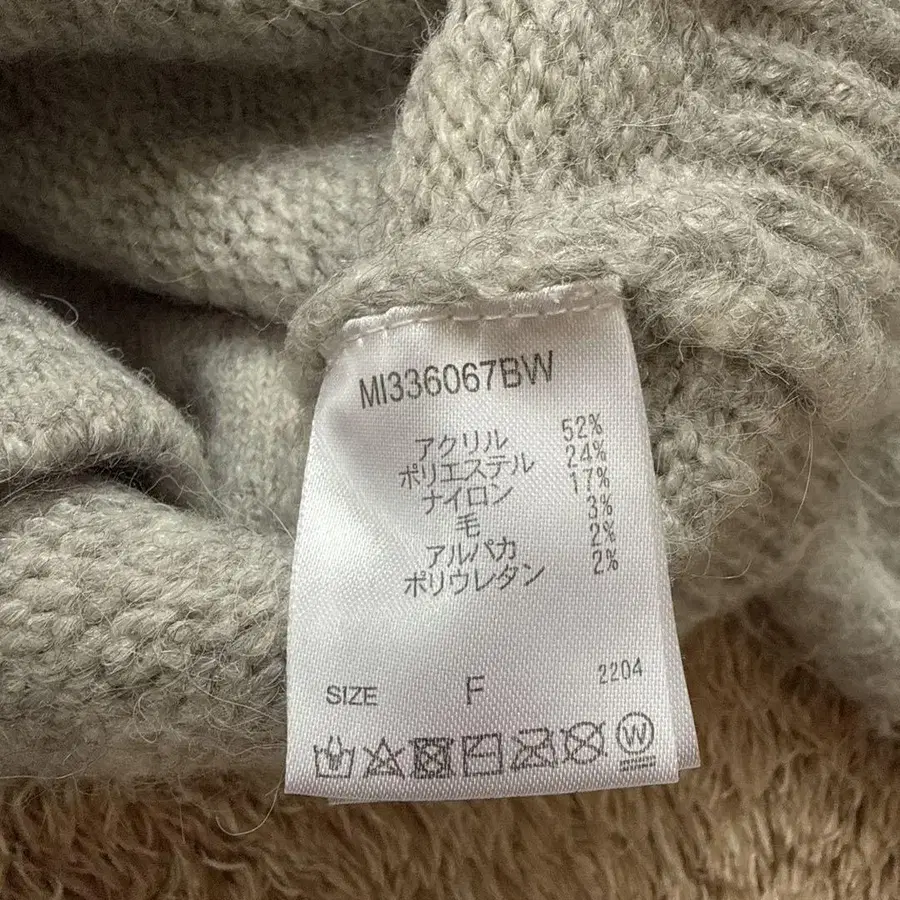 MI336067BW
アクリル 52%
ポリエステル 24%
ナイロン 17%
毛 3%
アルパカ 2%
ポリウレタン 2%
SIZE F 2204
W